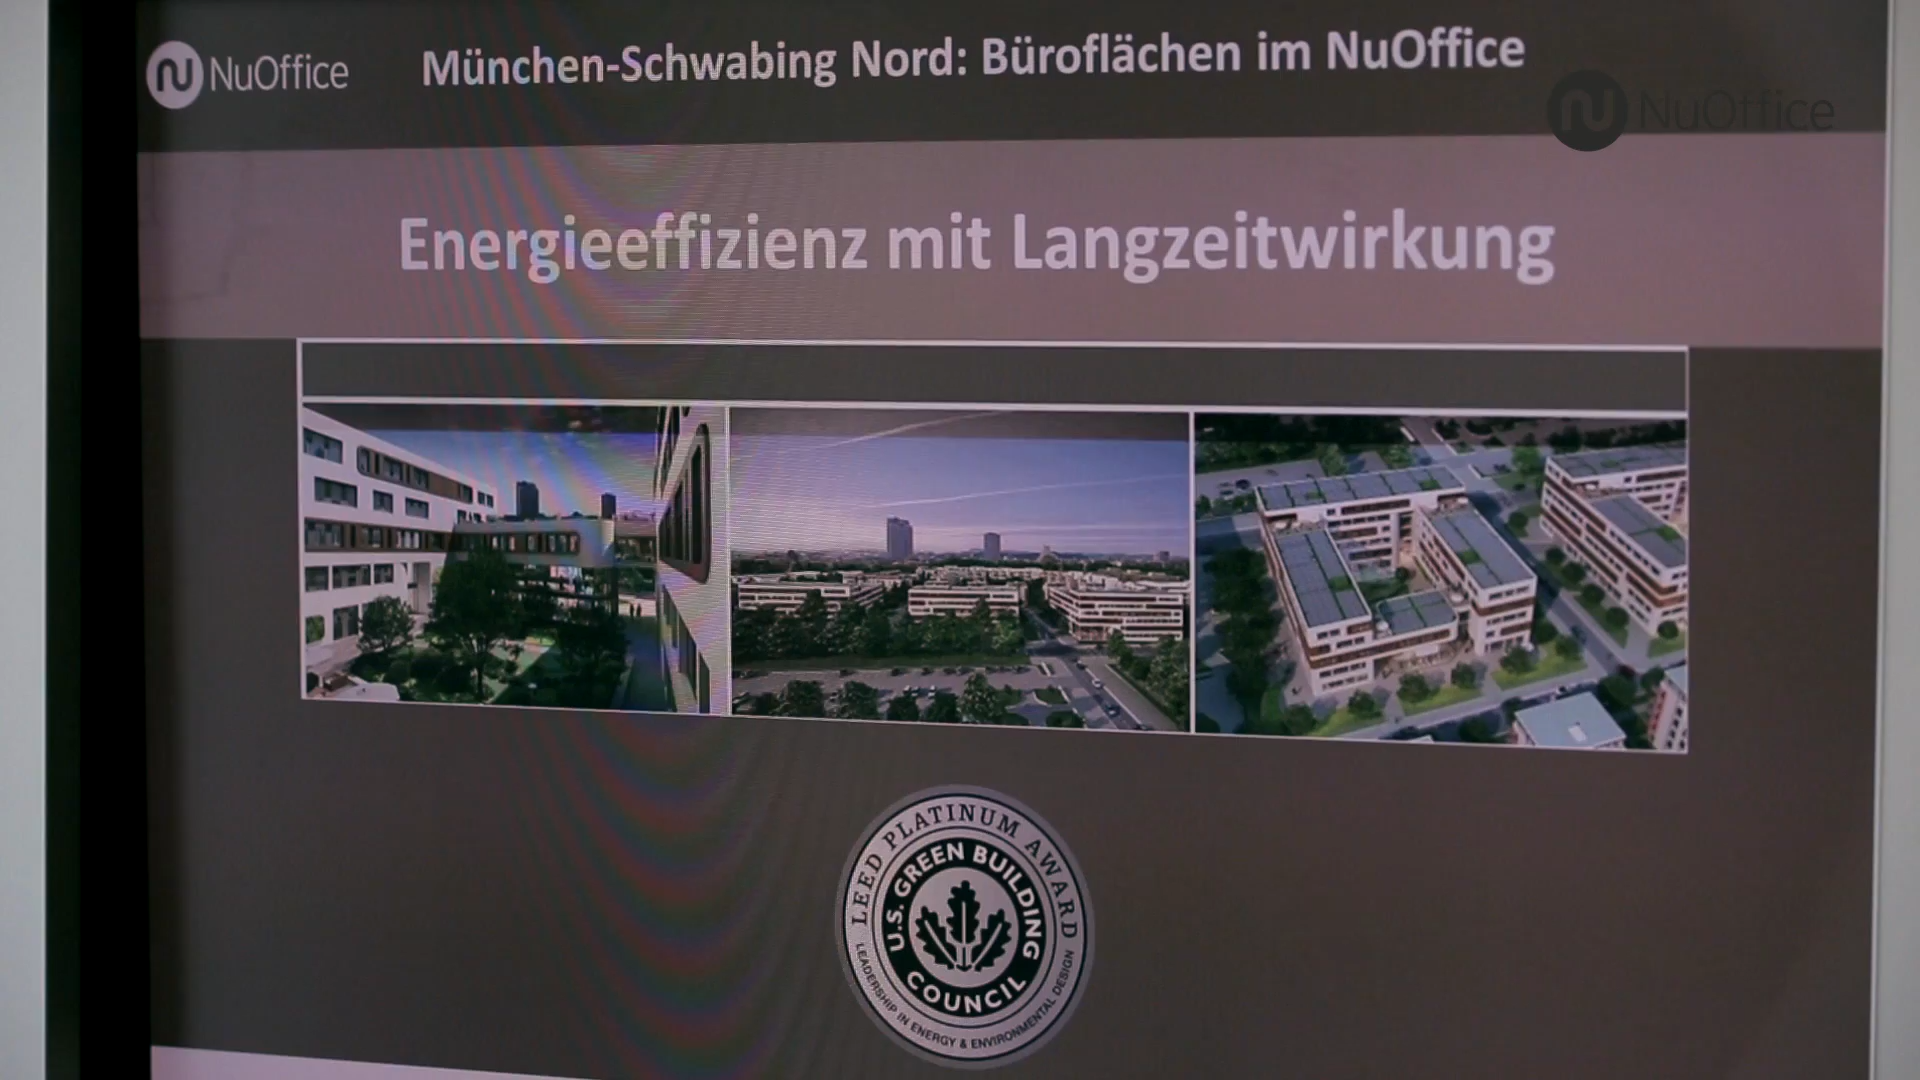 NuOffice
München-Schwabing Nord: Büroflächen im NuOffice
NuOffice
Energieeffizienz mit Langzeitwirkung
LEED PLATINUM AWARD
U.S. GREEN BUILDING
COUNCIL
LEADERSHIP IN ENERGY & ENVIRONMENTAL DESIGN